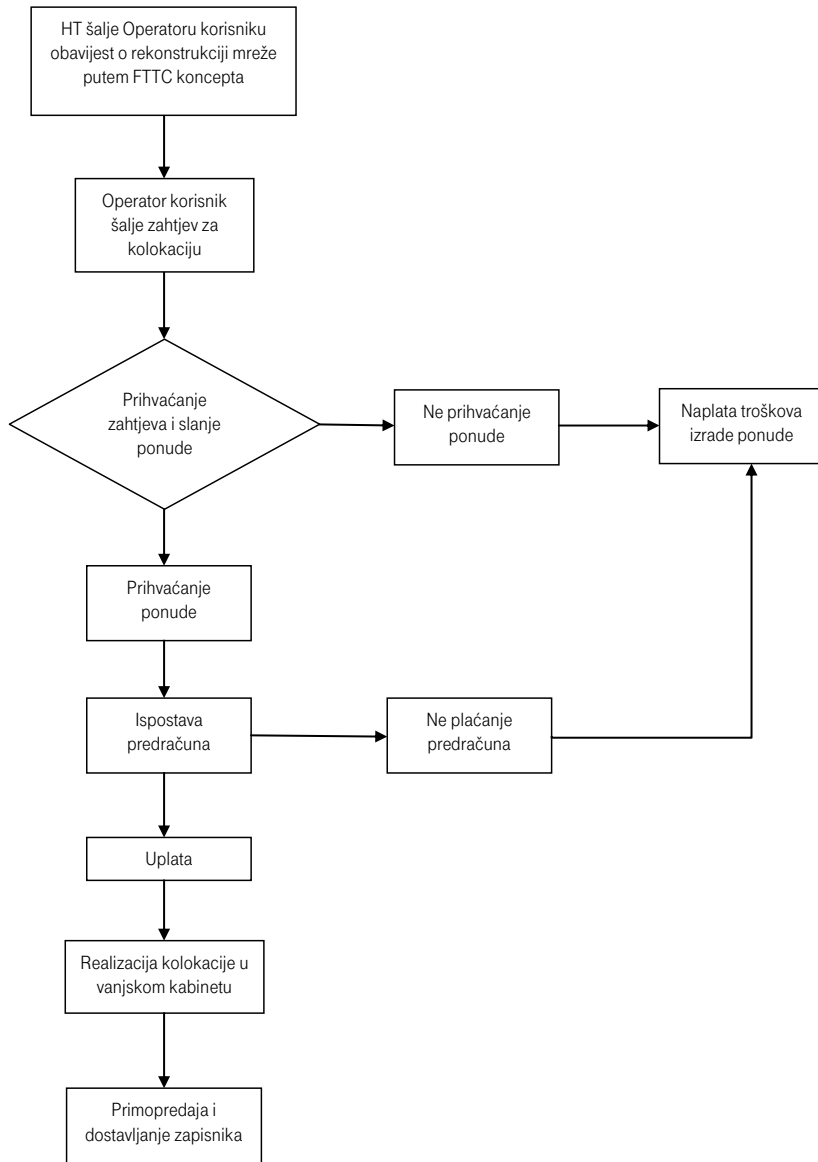 HT šalje Operatoru korisniku
obavijest o rekonstrukciji mreže
putem FTTC koncepta
Operator korisnik
šalje zahtjev za
kolokaciju
Prihvaćanje
zahtjeva i slanje
ponude
Ne prihvaćanje
ponude
Naplata troškova
izrade ponude
Prihvaćanje
ponude
Ispostava
predračuna
Ne plaćanje
predračuna
Uplata
Realizacija kolokacije u
vanjskom kabinetu
Primopredaja i
dostavljanje zapisnika